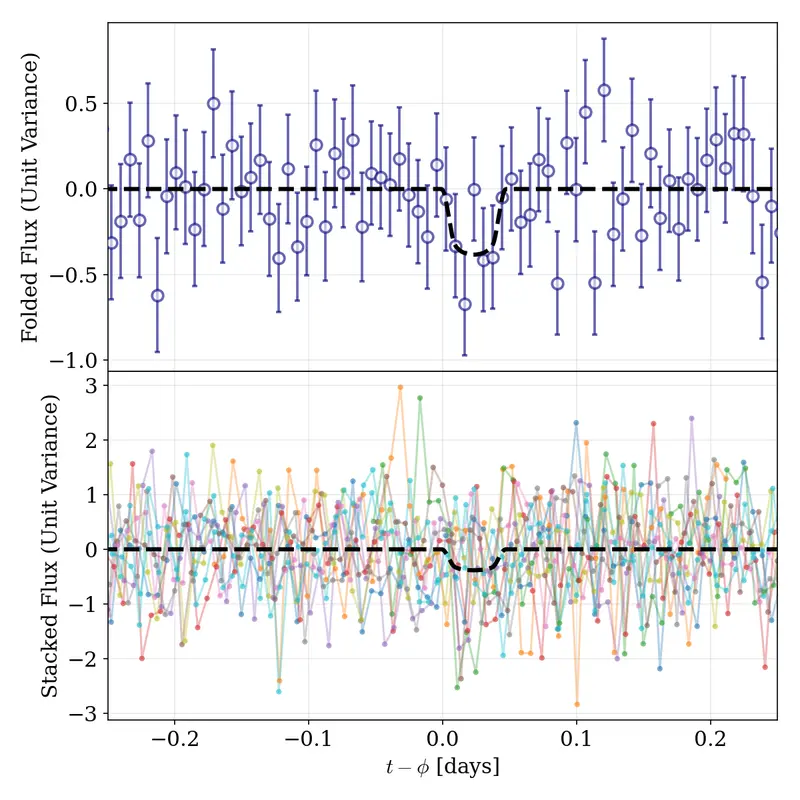 Folded Flux (Unit Variance)
0.5
0.0
−0.5
−1.0
Stacked Flux (Unit Variance)
3
2
1
0
−1
−2
−3
−0.2 −0.1 0.0 0.1 0.2
t − ϕ [days]